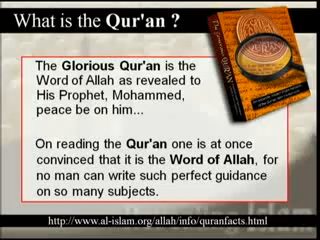 What is the Qur'an ?
QUR'AN
The Glorious Qur'an is the
Word of Allah as revealed to
His Prophet, Mohammed,
peace be on him...
On reading the Qur'an one is at once
convinced that it is the Word of Allah, for
no man can write such perfect guidance
on so many subjects.
http://www.al-islam.org/allah/info/quranfacts.html